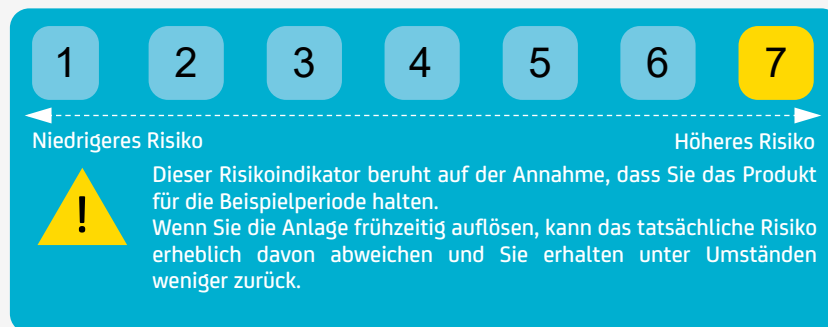 1 2 3 4 5 6 7
Niedrigeres Risiko Höheres Risiko
! Dieser Risikoindikator beruht auf der Annahme, dass Sie das Produkt
für die Beispielperiode halten.
Wenn Sie die Anlage frühzeitig auflösen, kann das tatsächliche Risiko
erheblich davon abweichen und Sie erhalten unter Umständen
weniger zurück.